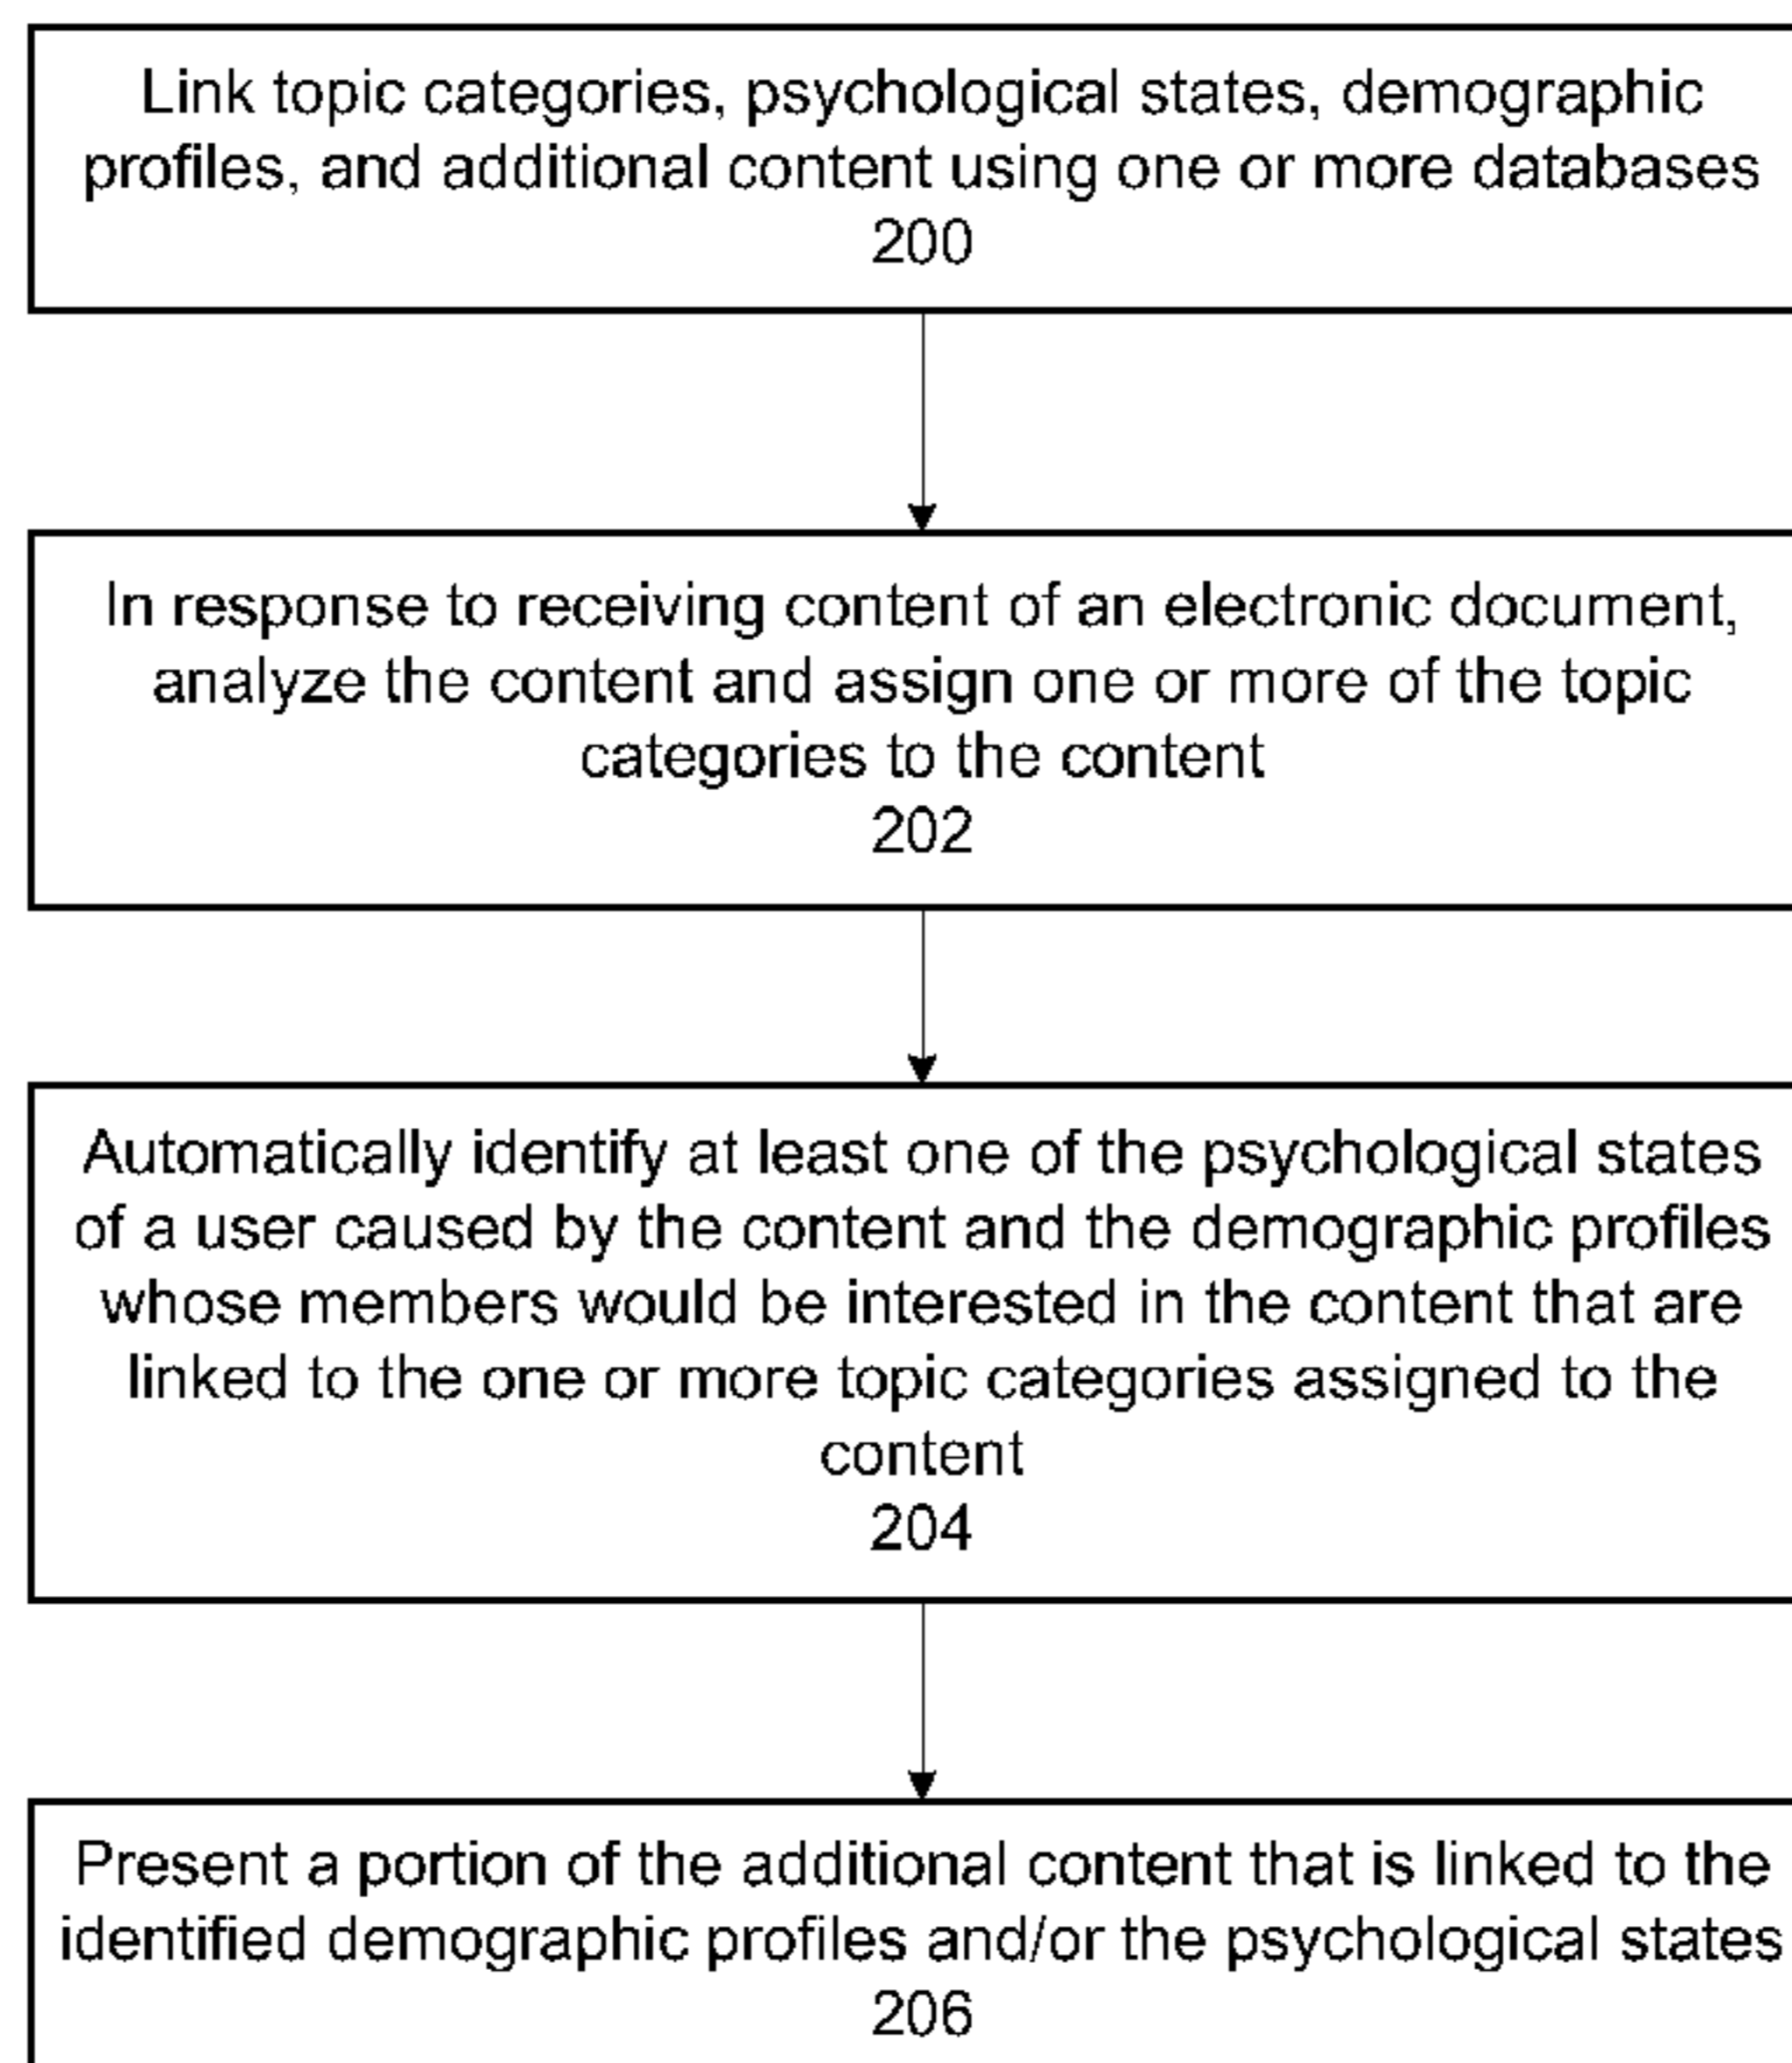 Link topic categories, psychological states, demographic
profiles, and additional content using one or more databases
200
In response to receiving content of an electronic document,
analyze the content and assign one or more of the topic
categories to the content
202
Automatically identify at least one of the psychological states
of a user caused by the content and the demographic profiles
whose members would be interested in the content that are
linked to the one or more topic categories assigned to the
content
204
Present a portion of the additional content that is linked to the
identified demographic profiles and/or the psychological states
206